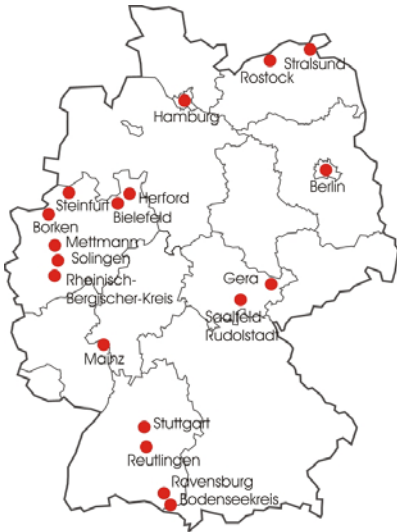 Stralsund
Rostock
Hamburg
Berlin
Steinfurt
Herford
Bielefeld
Borken
Mettmann
Solingen
Rheinisch-
Bergischer-Kreis
Gera
Saalfeld-
Rudolstadt
Mainz
Stuttgart
Reutlingen
Ravensburg
Bodenseekreis